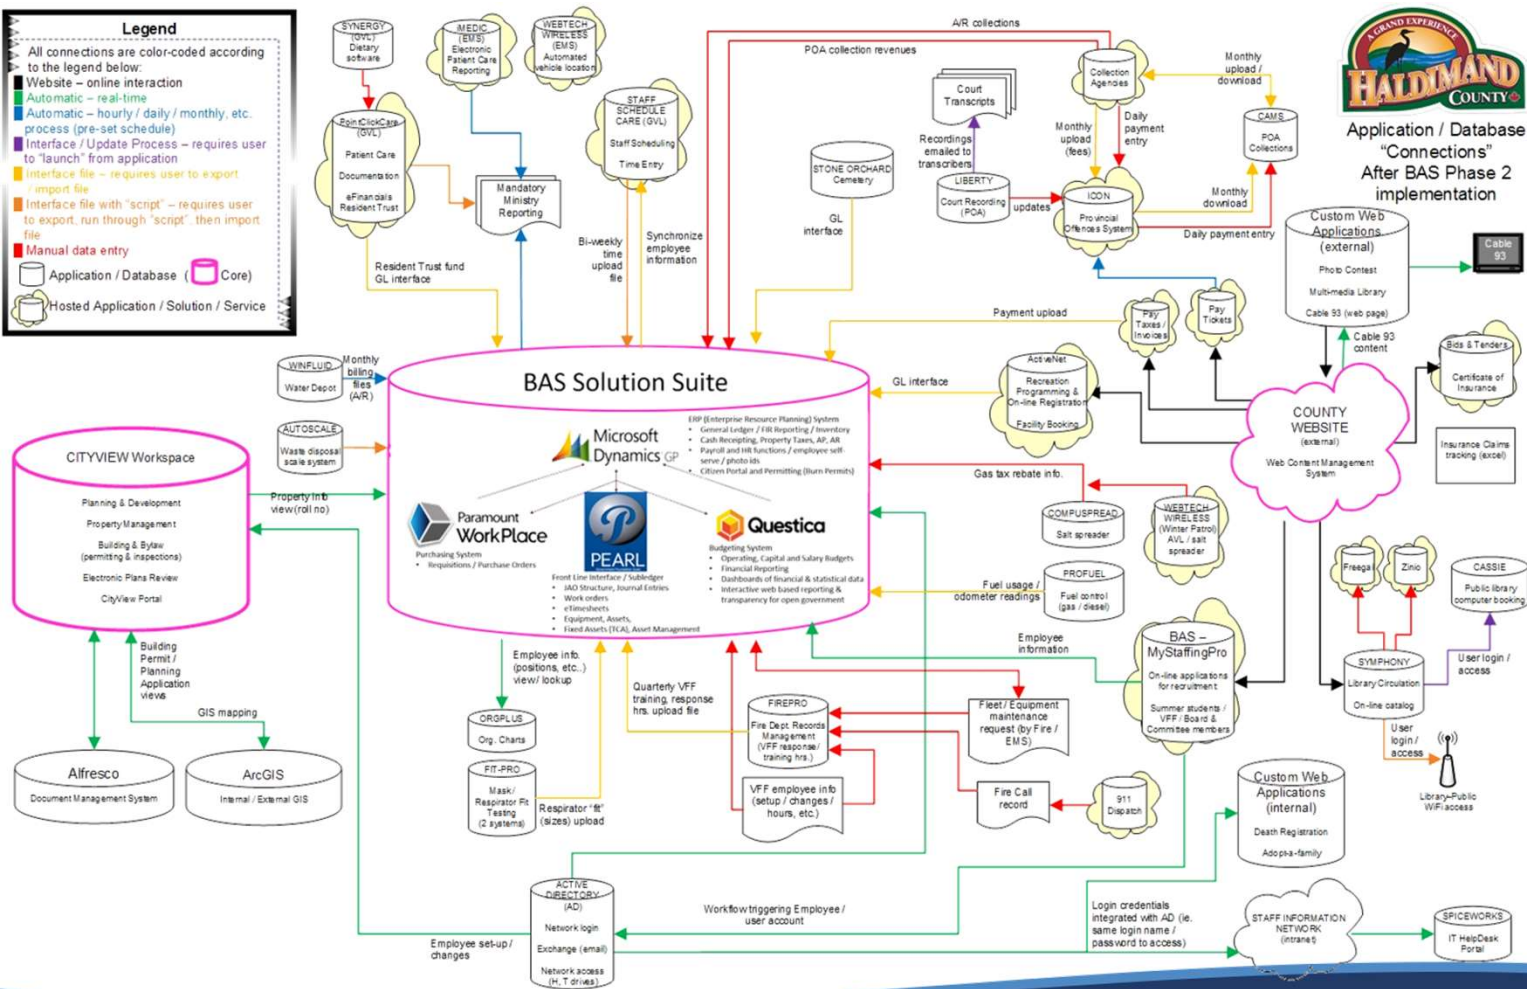 Legend
All connections are color-coded according
to the legend below:
Website – online interaction
Automatic – real-time
Automatic – hourly / daily / monthly, etc.
process (pre-set schedule)
Interface / Update Process – requires user
to "launch" from application
Interface file – requires user to export
/ import file
Interface file with "script" – requires user
to export, run through "script", then import
file
Manual data entry
Application / Database (
Core)
Hosted Application / Solution / Service
SYNERGY
(GVL)
Dietary
software
iMEDIC
(EMS)
Electronic
Patient Care
Reporting
WEBTECH
WIRELESS
(EMS)
Automated
vehicle location
PointClickCare
(GVL)
Patient Care
Documentation
eFinancials
Resident Trust
Mandatory
Ministry
Reporting
STAFF
SCHEDULE
CARE (GVL)
Staff Scheduling
Time Entry
Resident Trust fund
GL interface
Bi-weekly
time
upload
file
Synchronize
employee
information
A/R collections
POA collection revenues
Court
Transcripts
Recordings
emailed to
transcribers
STONE ORCHARD
Cemetery
GL
interface
LIBERTY
Court Recording
(POA)
updates
Collection
Agencies
Monthly
upload
(fees)
Daily
payment
entry
Monthly
upload /
download
CAMS
POA
Collections
ICON
Provincial
Offences System
Monthly
download
Daily payment entry
A GRAND EXPERIENCE
HALDIMAND
COUNTY
Application / Database
"Connections"
After BAS Phase 2
implementation
Custom Web
Applications
(external)
Photo Contest
Multi-media Library
Cable 93 (web page)
Cable
93
Cable 93
content
Payment upload
Pay
Taxes /
Invoices
Pay
Tickets
Bids & Tenders
Certificate of
Insurance
WINFLUID
Water Depot
Monthly
billing
files
(A/R)
AUTOSCALE
Waste disposal
scale system
BAS Solution Suite
Microsoft
Dynamics GP
ERP (Enterprise Resource Planning) System
• General Ledger / FIR Reporting / Inventory
• Cash Receipting, Property Taxes, AP, AR
• Payroll and HR functions / employee self-
serve / photo ids
• Citizen Portal and Permitting (Burn Permits)
Paramount
WorkPlace
Purchasing System
• Requisitions / Purchase Orders
P
PEARL
Front Line Interface / Subledger
• JAO Structure, Journal Entries
• Work orders
• eTimesheets
• Equipment, Assets,
• Fixed Assets (TCA), Asset Management
Questica
Budgeting System
• Operating, Capital and Salary Budgets
• Financial Reporting
• Dashboards of financial & statistical data
• Interactive web based reporting &
transparency for open government
GL interface
ActiveNet
Recreation
Programming &
On-line Registration
Facility Booking
COUNTY
WEBSITE
(external)
Web Content Management
System
Insurance Claims
tracking (excel)
CITYVIEW Workspace
Planning & Development
Property Management
Building & Bylaw
(permitting & inspections)
Electronic Plans Review
CityView Portal
Property Info
view (roll no)
Gas tax rebate info.
COMPUSPREAD
Salt spreader
WEBTECH
WIRELESS
(Winter Patrol)
AVL / salt
spreader
Fuel usage /
odometer readings
PROFUEL
Fuel control
(gas / diesel)
Freegal
Zinio
CASSIE
Public library
computer booking
Employee
information
BAS –
MyStaffingPro
On-line applications
for recruitment
Summer students /
VFF / Board &
Committee members
SYMPHONY
Library Circulation
On-line catalog
User login /
access
User
login /
access
Library-Public
WiFi access
Building
Permit /
Planning
Application
views
GIS mapping
Alfresco
Document Management System
ArcGIS
Internal / External GIS
Employee info.
(positions, etc..)
view / lookup
ORGPLUS
Org. Charts
FIT-PRO
Mask /
Respirator Fit
Testing
(2 systems)
Respirator "fit"
(sizes) upload
Quarterly VFF
training, response
hrs. upload file
FIREPRO
Fire Dept. Records
Management
(VFF response/
training hrs.)
VFF employee info
(setup / changes /
hours, etc.)
Fleet / Equipment
maintenance
request (by Fire /
EMS)
Fire Call
record
911
Dispatch
Custom Web
Applications
(internal)
Death Registration
Adopt-a-family
ACTIVE
DIRECTORY
(AD)
Network login
Exchange (email)
Network access
(H, T drives)
Employee set-up /
changes
Workflow triggering Employee /
user account
Login credentials
integrated with AD (ie.
same login name /
password to access)
STAFF INFORMATION
NETWORK
(intranet)
SPICEWORKS
IT HelpDesk
Portal